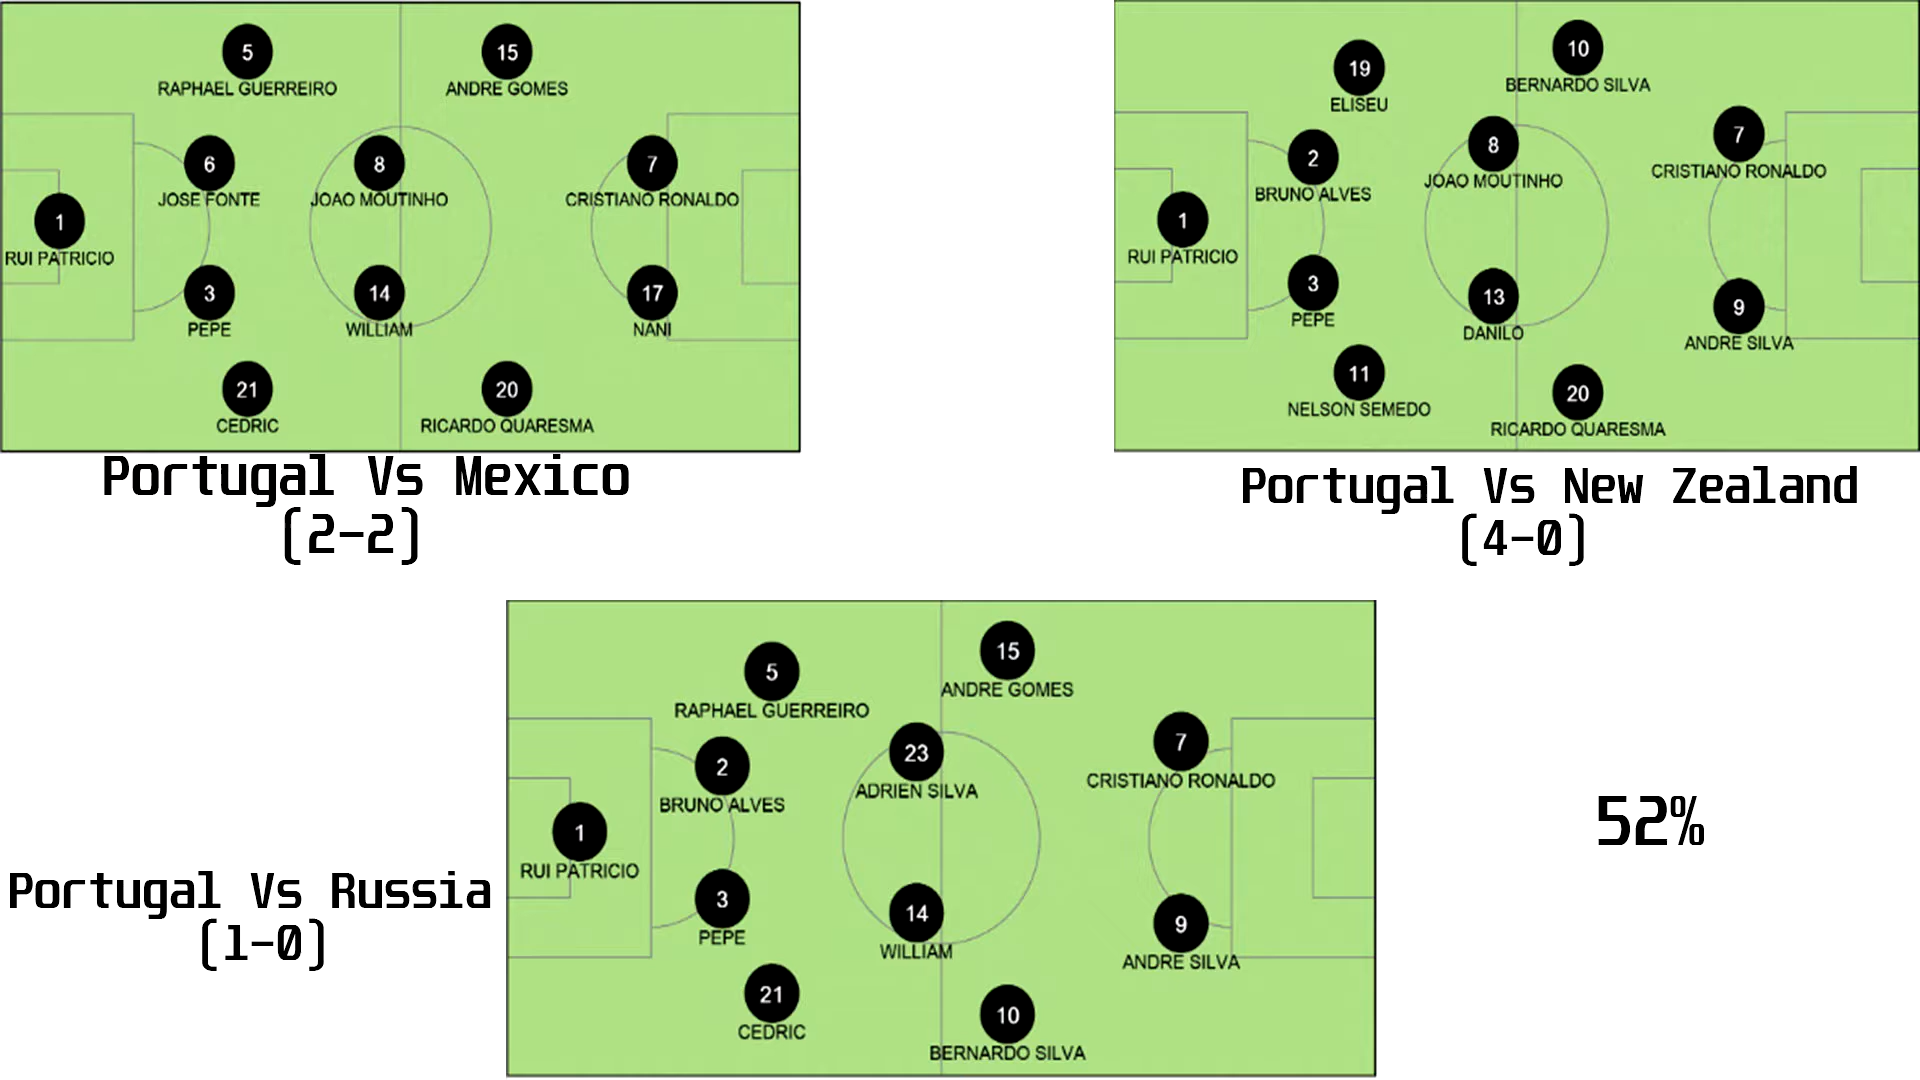 5
RAPHAEL GUERREIRO
15
ANDRE GOMES
6
JOSE FONTE
8
JOAO MOUTINHO
7
CRISTIANO RONALDO
1
RUI PATRICIO
3
PEPE
14
WILLIAM
17
NANI
21
CEDRIC
20
RICARDO QUARESMA
Portugal Vs Mexico
(2-2)
10
BERNARDO SILVA
19
ELISEU
7
CRISTIANO RONALDO
8
JOAO MOUTINHO
2
BRUNO ALVES
1
RUI PATRICIO
3
PEPE
13
DANILO
9
ANDRE SILVA
11
NELSON SEMEDO
20
RICARDO QUARESMA
Portugal Vs New Zealand
(4-0)
15
ANDRE GOMES
5
RAPHAEL GUERREIRO
7
CRISTIANO RONALDO
23
ADRIEN SILVA
2
BRUNO ALVES
1
RUI PATRICIO
3
PEPE
14
WILLIAM
9
ANDRE SILVA
21
CEDRIC
10
BERNARDO SILVA
Portugal Vs Russia
(1-0)
52%